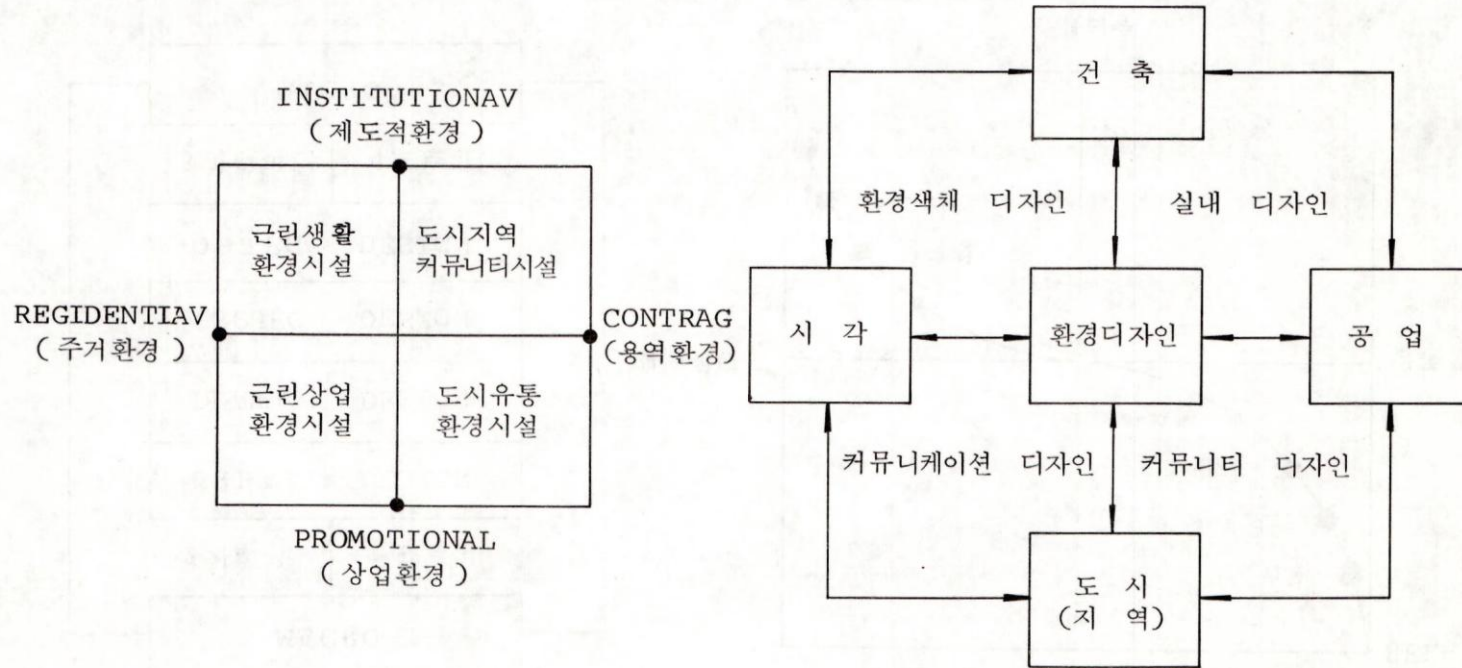 INSTITUTIONAV
(제도적환경)
근린생활
환경시설
도시지역
커뮤니티시설
REGIDENTIAV
(주거환경)
CONTRAG
(용역환경)
근린상업
환경시설
도시유통
환경시설
PROMOTIONAL
(상업환경)
건 축
환경색채 디자인
실내 디자인
시 각
환경디자인
공 업
커뮤니케이션 디자인
커뮤니티 디자인
도 시
(지 역)